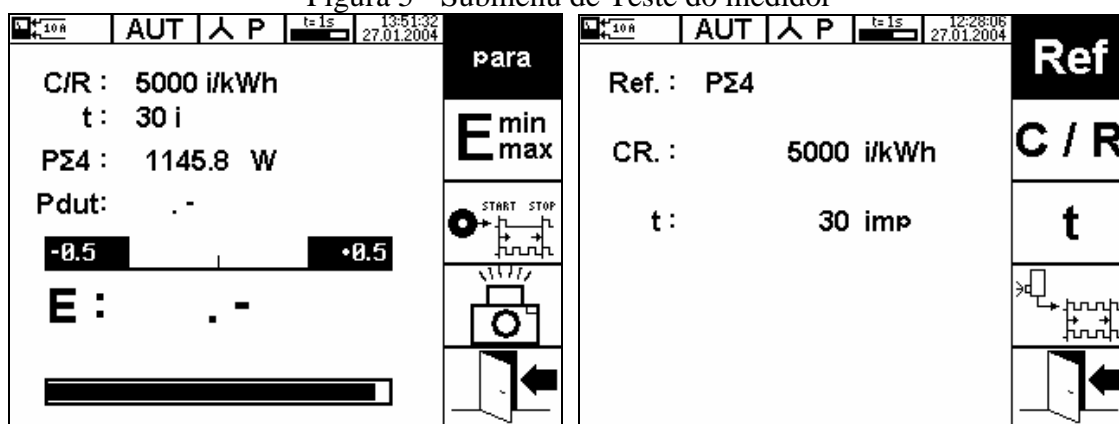 Figura 5 - Submenu de Teste do medidor
10A AUT P t=1s 13:51:32 27.01.2004
para
C/R : 5000 i/kWh
t : 30 i
PΣ4 : 1145.8 W
Pdut: . -
E min max
START STOP
-0.5 +0.5
E : . -
10A AUT P t=1s 12:28:06 27.01.2004
Ref
Ref. : PΣ4
C / R
CR. : 5000 i/kWh
t
t : 30 imp